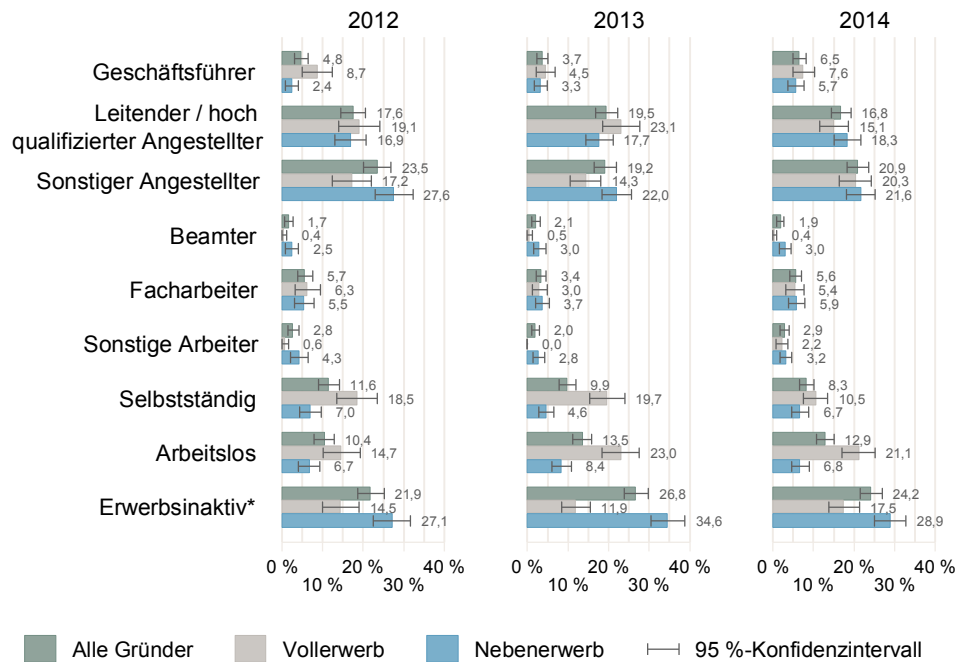 2012 2013 2014
Geschäftsführer
4,8 3,7 6,5
8,7 4,5 7,6
2,4 3,3 5,7
Leitender / hoch
qualifizierter Angestellter
17,6 19,5 16,8
19,1 23,1 15,1
16,9 17,7 18,3
Sonstiger Angestellter
23,5 19,2 20,9
17,2 14,3 20,3
27,6 22,0 21,6
Beamter
1,7 2,1 1,9
0,4 0,5 0,4
2,5 3,0 3,0
Facharbeiter
5,7 3,4 5,6
6,3 3,0 5,4
5,5 3,7 5,9
Sonstige Arbeiter
2,8 2,0 2,9
0,6 0,0 2,2
4,3 2,8 3,2
Selbstständig
11,6 9,9 8,3
18,5 19,7 10,5
7,0 4,6 6,7
Arbeitslos
10,4 13,5 12,9
14,7 23,0 21,1
6,7 8,4 6,8
Erwerbsinaktiv*
21,9 26,8 24,2
14,5 11,9 17,5
27,1 34,6 28,9
0 % 20 % 40 % 0 % 20 % 40 % 0 % 20 % 40 %
10 % 30 % 10 % 30 % 10 % 30 %
Alle Gründer Vollerwerb Nebenerwerb 95 %-Konfidenzintervall